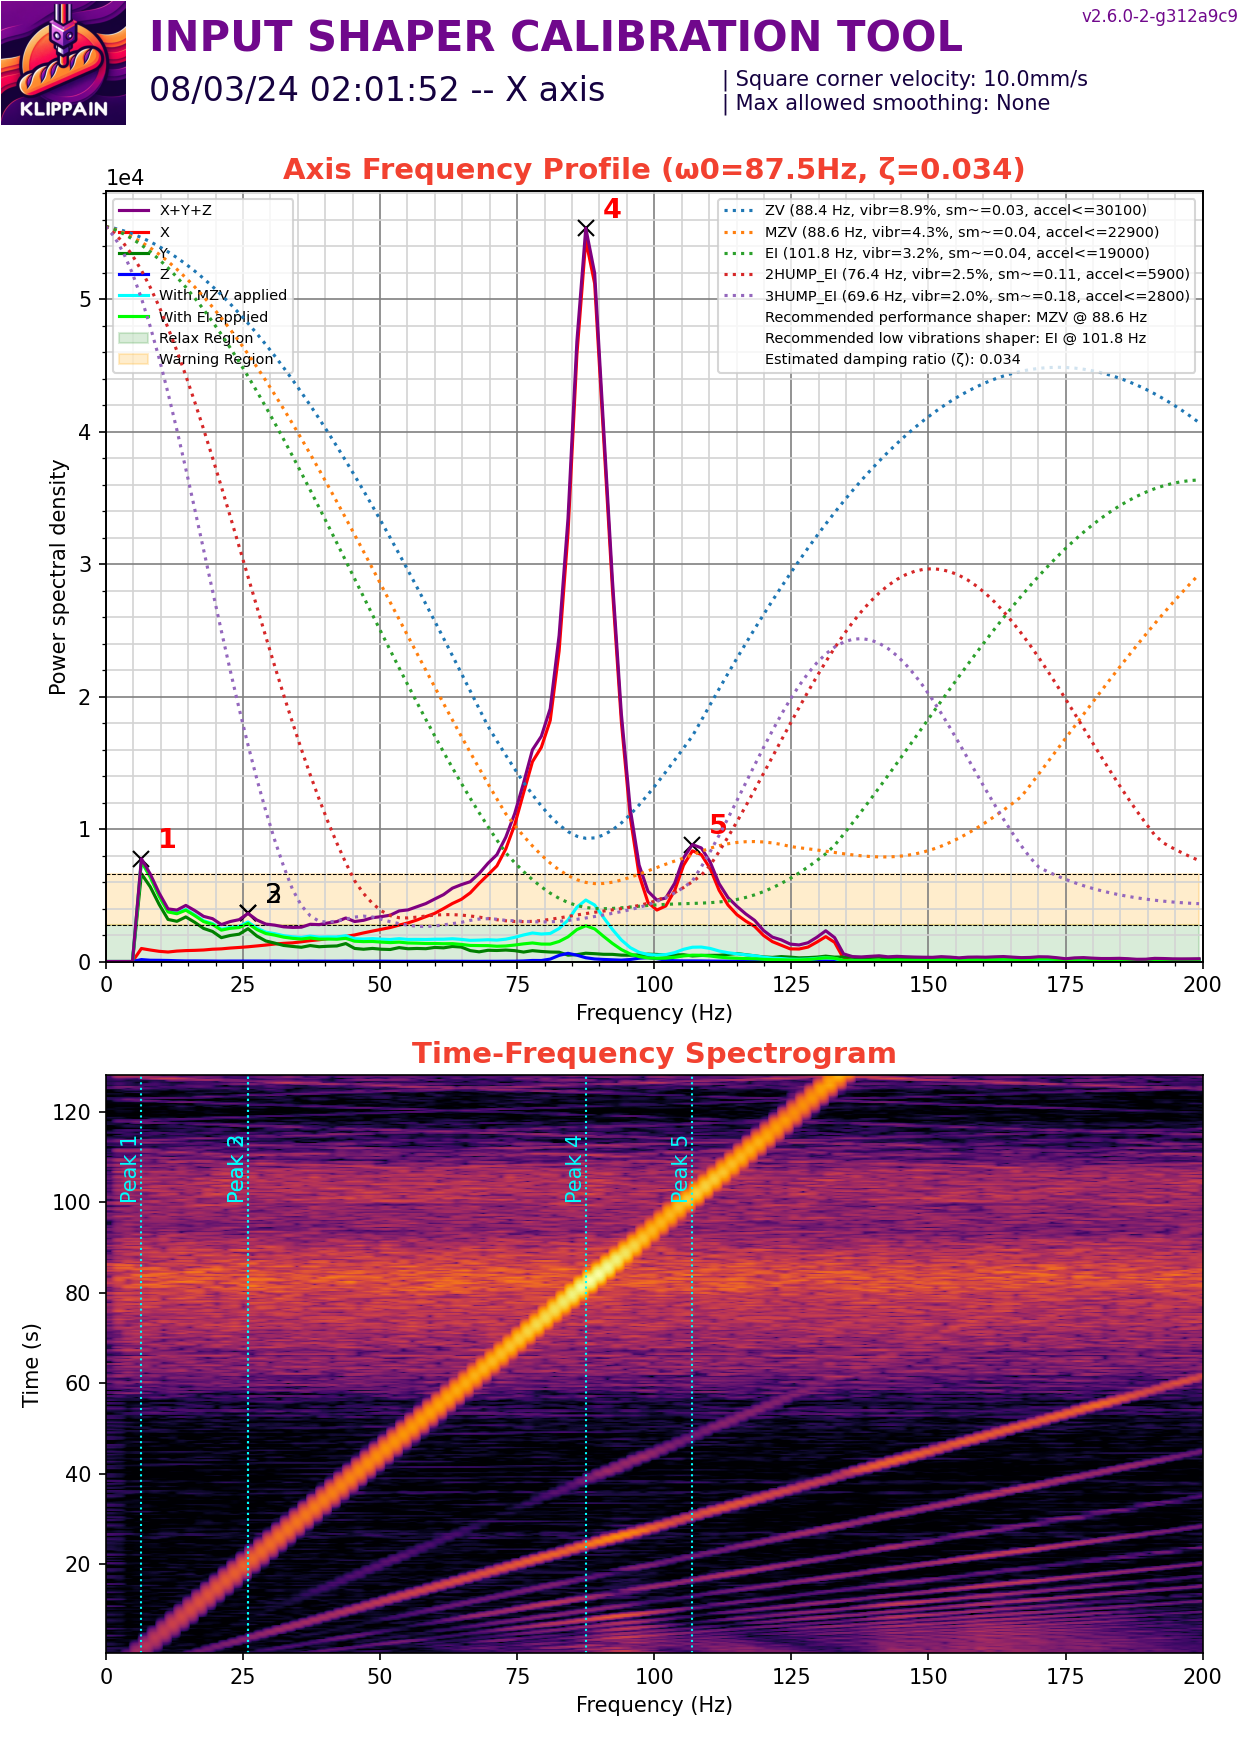 v2.6.0-2-g312a9c9
INPUT SHAPER CALIBRATION TOOL
08/03/24 02:01:52 -- X axis
| Square corner velocity: 10.0mm/s
| Max allowed smoothing: None
KLIPPAIN
Axis Frequency Profile (ω0=87.5Hz, ζ=0.034)
1e4
X+Y+Z
X
Y
Z
With MZV applied
With EI applied
Relax Region
Warning Region
ZV (88.4 Hz, vibr=8.9%, sm~=0.03, accel<=30100)
MZV (88.6 Hz, vibr=4.3%, sm~=0.04, accel<=22900)
EI (101.8 Hz, vibr=3.2%, sm~=0.04, accel<=19000)
2HUMP_EI (76.4 Hz, vibr=2.5%, sm~=0.11, accel<=5900)
3HUMP_EI (69.6 Hz, vibr=2.0%, sm~=0.18, accel<=2800)
Recommended performance shaper: MZV @ 88.6 Hz
Recommended low vibrations shaper: EI @ 101.8 Hz
Estimated damping ratio (ζ): 0.034
4
5
1
3
5
4
3
2
1
0
Power spectral density
0 25 50 75 100 125 150 175 200
Frequency (Hz)
Time-Frequency Spectrogram
Peak 1
Peak 3
Peak 4
Peak 5
120
100
80
60
40
20
Time (s)
0 25 50 75 100 125 150 175 200
Frequency (Hz)